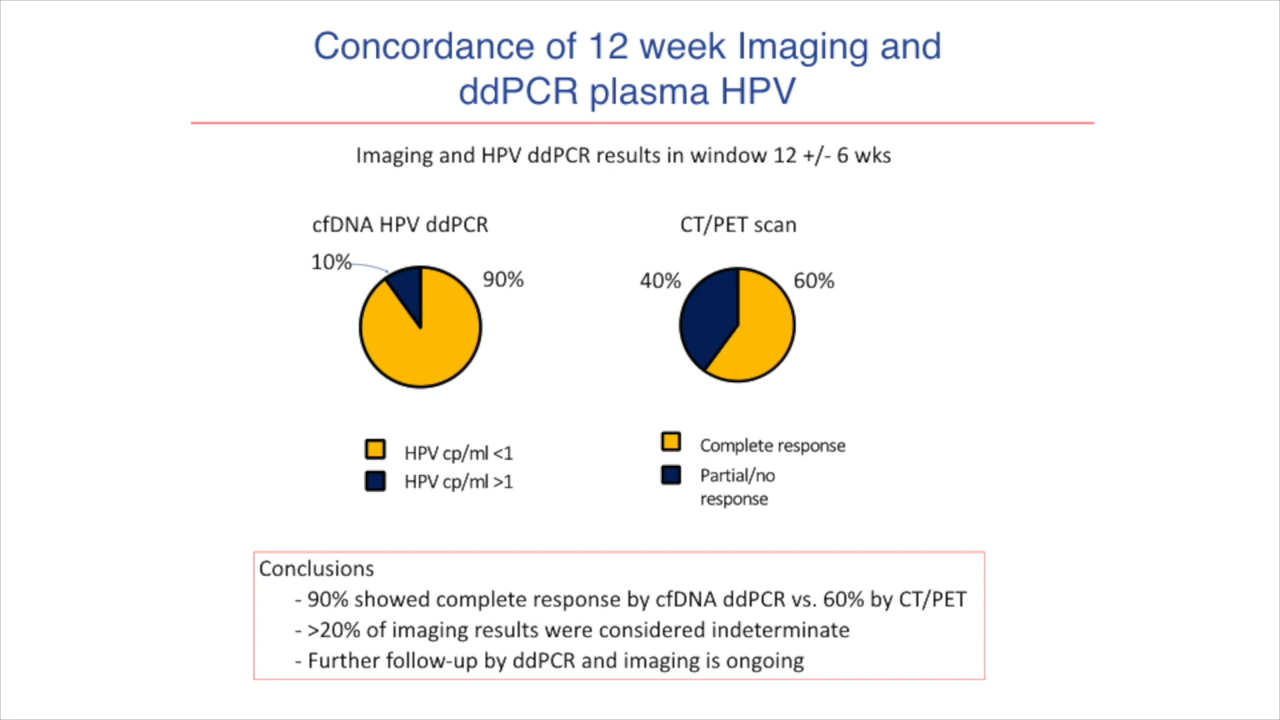 Concordance of 12 week Imaging and
ddPCR plasma HPV
Imaging and HPV ddPCR results in window 12 +/- 6 wks
cfDNA HPV ddPCR
10%
90%
HPV cp/ml <1
HPV cp/ml >1
CT/PET scan
40%
60%
Complete response
Partial/no
response
Conclusions
- 90% showed complete response by cfDNA ddPCR vs. 60% by CT/PET
- >20% of imaging results were considered indeterminate
- Further follow-up by ddPCR and imaging is ongoing